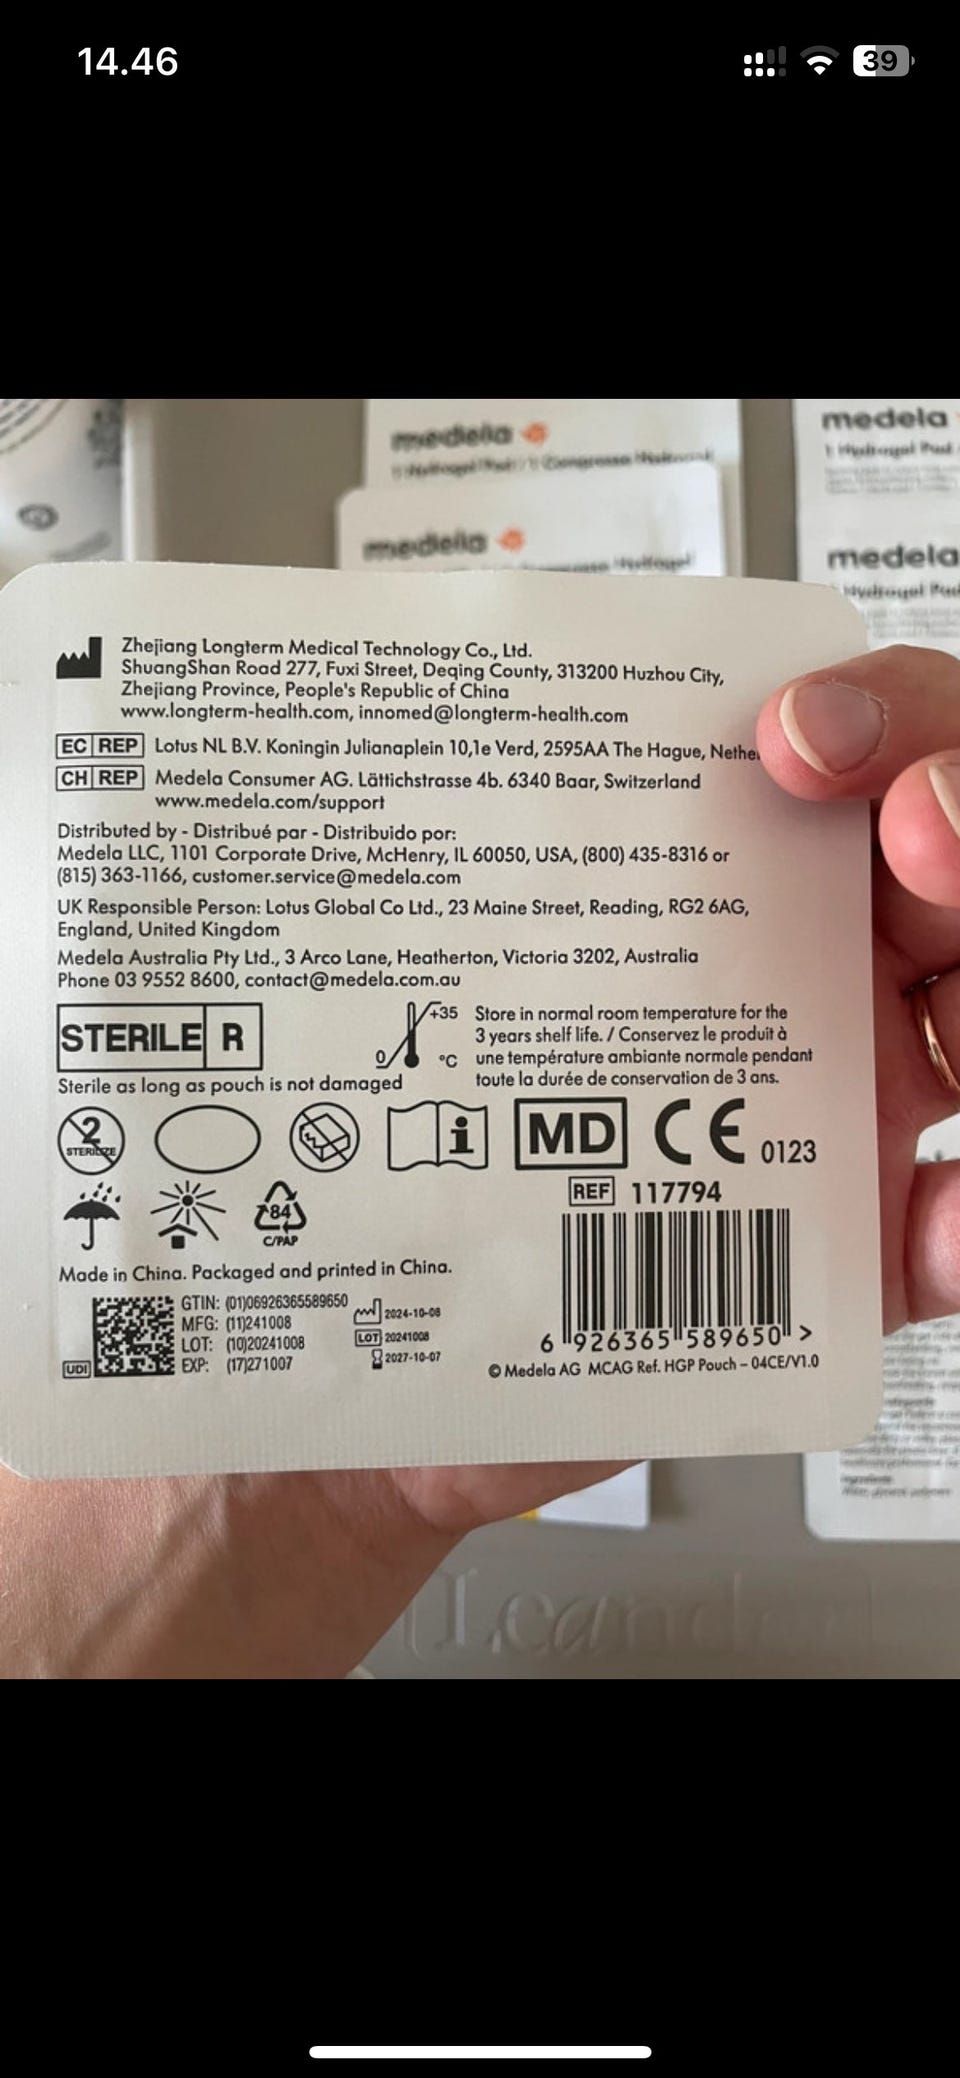 14.46
39
medela
medela
medela
1 Hydrogel Pad
medela
Hydrogel Pad
Zhejiang Longterm Medical Technology Co., Ltd.
ShuangShan Road 277, Fuxi Street, Deqing County, 313200 Huzhou City,
Zhejiang Province, People's Republic of China
www.longterm-health.com, innomed@longterm-health.com
EC REP Lotus NL B.V. Koningin Julianaplein 10,1e Verd, 2595AA The Hague,
CH REP Medela Consumer AG. Lättichstrasse 4b. 6340 Baar, Switzerland
www.medela.com/support
Distributed by - Distribué par - Distribuido por:
Medela LLC, 1101 Corporate Drive, McHenry, IL 60050, USA, (800) 435-8316 or
(815) 363-1166, customer.service@medela.com
UK Responsible Person: Lotus Global Co Ltd., 23 Maine Street, Reading, RG2 6AG,
England, United Kingdom
Medela Australia Pty Ltd., 3 Arco Lane, Heatherton, Victoria 3202, Australia
Phone 03 9552 8600, contact@medela.com.au
STERILE R
Sterile as long as pouch is not damaged
0 +35 °C
Store in normal room temperature for the
3 years shelf life. / Conservez le produit à
une température ambiante normale pendant
toute la durée de conservation de 3 ans.
2 STERILIZE
i MD CE 0123
84
C/PAP
REF 117794
Made in China. Packaged and printed in China.
UDI
GTIN: (01)06926365589650
MFG: (11)241008
LOT: (10)20241008
EXP: (17)271007
2024-10-08
LOT 20241008
2027-10-07
6 926365 589650 >
© Medela AG MCAG Ref. HGP Pouch – 04CE/V1.0